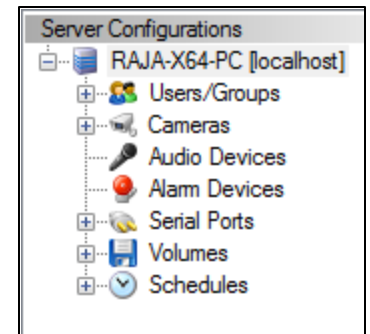 Server Configurations
RAJA-X64-PC [localhost]
Users/Groups
Cameras
Audio Devices
Alarm Devices
Serial Ports
Volumes
Schedules